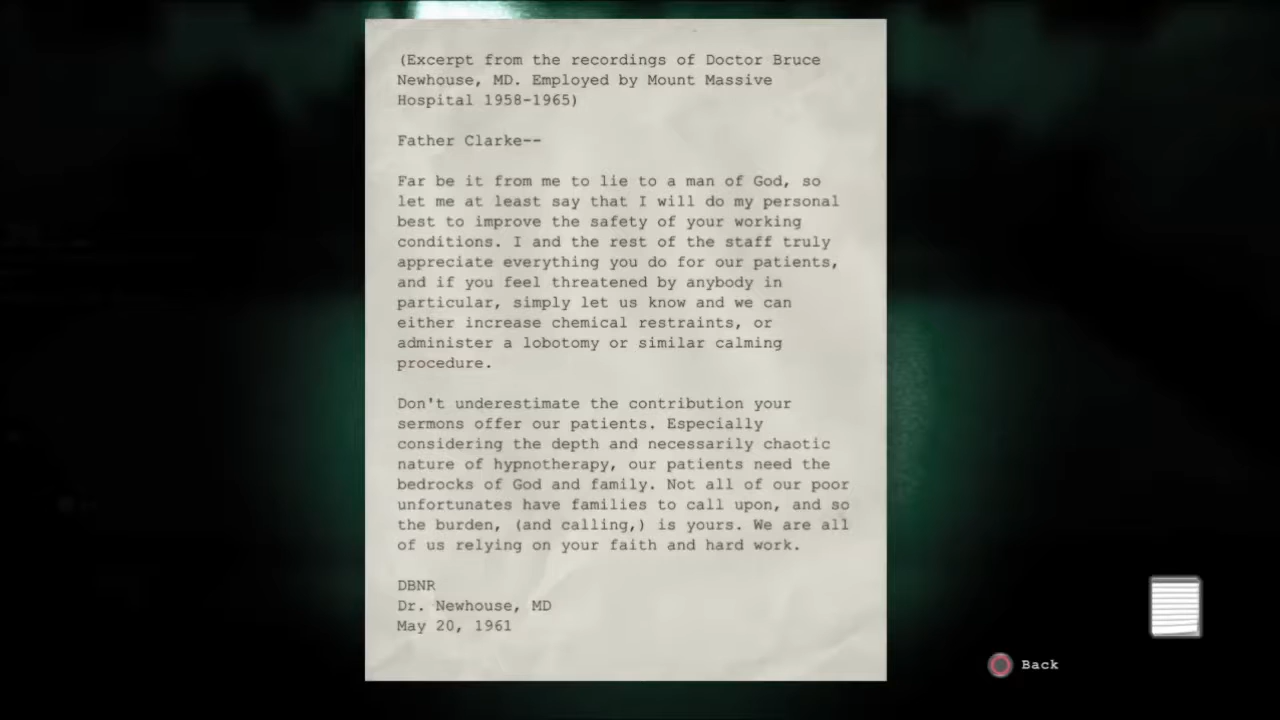 (Excerpt from the recordings of Doctor Bruce
Newhouse, MD. Employed by Mount Massive
Hospital 1958-1965)
Father Clarke--
Far be it from me to lie to a man of God, so
let me at least say that I will do my personal
best to improve the safety of your working
conditions. I and the rest of the staff truly
appreciate everything you do for our patients,
and if you feel threatened by anybody in
particular, simply let us know and we can
either increase chemical restraints, or
administer a lobotomy or similar calming
procedure.
Don't underestimate the contribution your
sermons offer our patients. Especially
considering the depth and necessarily chaotic
nature of hypnotherapy, our patients need the
bedrocks of God and family. Not all of our poor
unfortunates have families to call upon, and so
the burden, (and calling,) is yours. We are all
of us relying on your faith and hard work.
DBNR
Dr. Newhouse, MD
May 20, 1961
Back